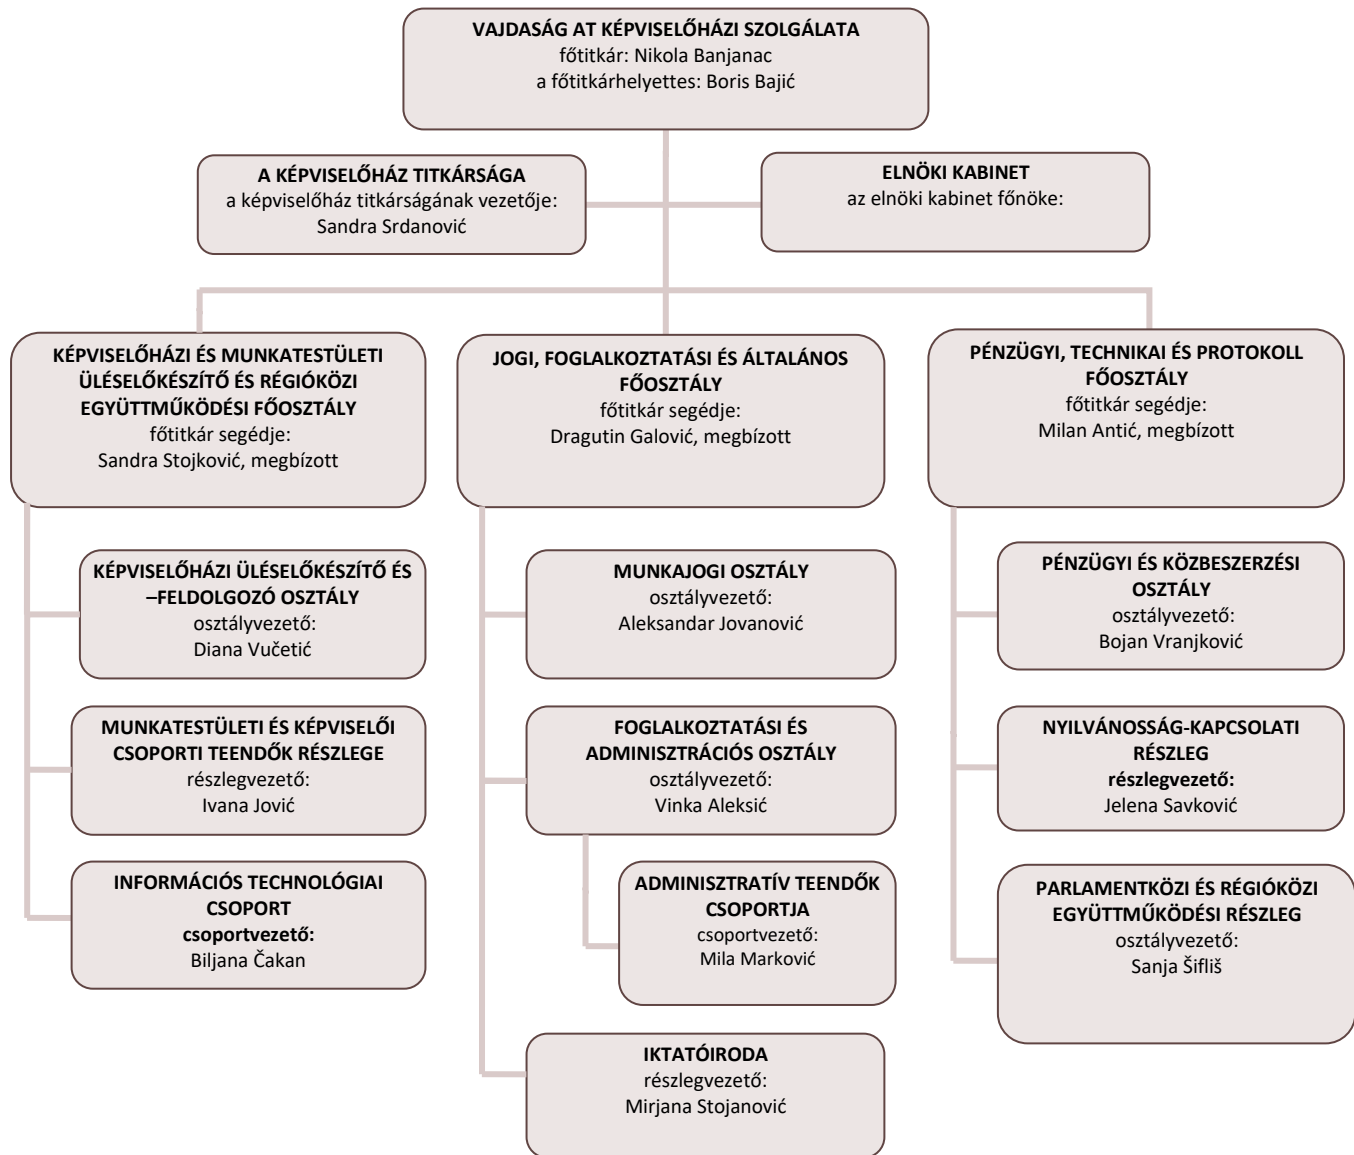 VAJDASÁG AT KÉPVISELŐHÁZI SZOLGÁLATA
főtitkár: Nikola Banjanac
a főtitkárhelyettes: Boris Bajić
A KÉPVISELŐHÁZ TITKÁRSÁGA
a képviselőház titkárságának vezetője:
Sandra Srdanović
ELNÖKI KABINET
az elnöki kabinet főnöke:
KÉPVISELŐHÁZI ÉS MUNKATESTÜLETI
ÜLÉSELŐKÉSZÍTŐ ÉS RÉGIÓKÖZI
EGYÜTTMŰKÖDÉSI FŐOSZTÁLY
főtitkár segédje:
Sandra Stojković, megbízott
JOGI, FOGLALKOZTATÁSI ÉS ÁLTALÁNOS
FŐOSZTÁLY
főtitkár segédje:
Dragutin Galović, megbízott
PÉNZÜGYI, TECHNIKAI ÉS PROTOKOLL
FŐOSZTÁLY
főtitkár segédje:
Milan Antić, megbízott
KÉPVISELŐHÁZI ÜLÉSELŐKÉSZÍTŐ ÉS
–FELDOLGOZÓ OSZTÁLY
osztályvezető:
Diana Vučetić
MUNKAJOGI OSZTÁLY
osztályvezető:
Aleksandar Jovanović
PÉNZÜGYI ÉS KÖZBESZERZÉSI
OSZTÁLY
osztályvezető:
Bojan Vranjković
MUNKATESTÜLETI ÉS KÉPVISELŐI
CSOPORTI TEENDŐK RÉSZLEGE
részlegvezető:
Ivana Jović
FOGLALKOZTATÁSI ÉS
ADMINISZTRÁCIÓS OSZTÁLY
osztályvezető:
Vinka Aleksić
NYILVÁNOSSÁG-KAPCSOLATI
RÉSZLEG
részlegvezető:
Jelena Savković
INFORMÁCIÓS TECHNOLÓGIAI
CSOPORT
csoportvezető:
Biljana Čakan
ADMINISZTRATÍV TEENDŐK
CSOPORTJA
csoportvezető:
Mila Marković
PARLAMENTKÖZI ÉS RÉGIÓKÖZI
EGYÜTTMŰKÖDÉSI RÉSZLEG
osztályvezető:
Sanja Šifliš
IKTATÓIRODA
részlegvezető:
Mirjana Stojanović